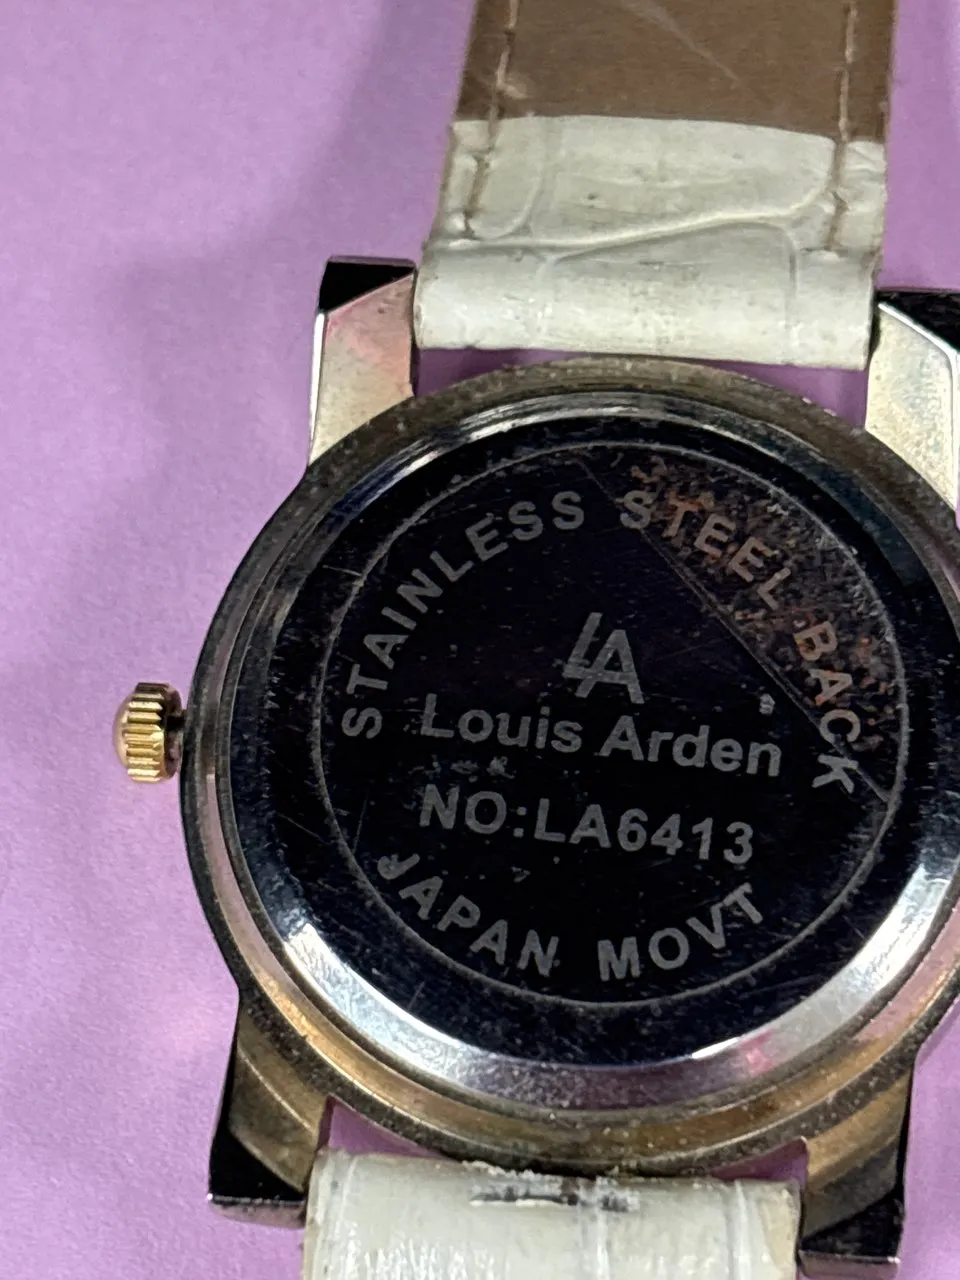 STAINLESS STEEL BACK
LA
Louis Arden
NO:LA6413
JAPAN MOVT